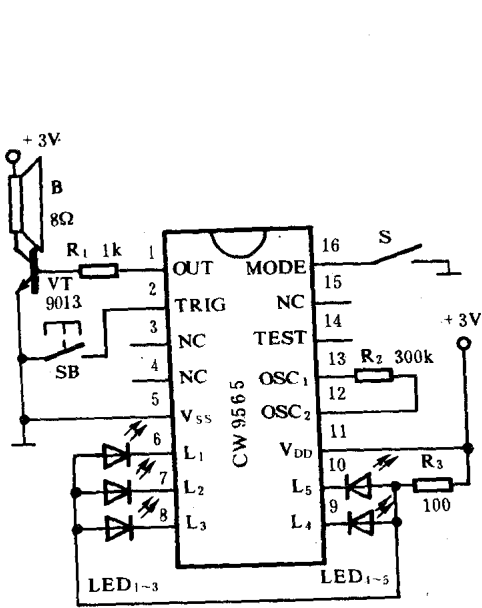 +3V
B
8Ω
R₁ 1k
VT
9013
SB
1
2
3
4
5
6
7
8
OUT
TRIG
NC
NC
Vss
L₁
L₂
L₃
CW9565
MODE
NC
TEST
OSC₁
OSC₂
VDD
L₅
L₄
16
15
14
13
12
11
10
9
S
R₂ 300k
+3V
R₃
100
LED₁~₃
LED₄~₅